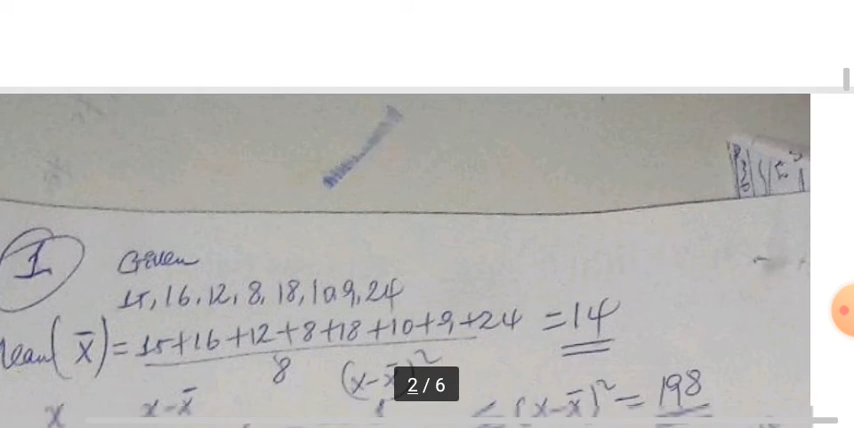 1 Given
15, 16, 12, 8, 18, 10, 9, 24
Mean (x̄) = 15+16+12+8+18+10+9+24 = 14
8
(x-x̄)²
2 / 6
x x-x̄ (x-x̄)² = 198